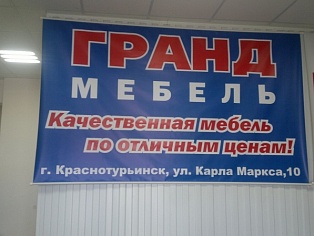 ГРАНД
МЕБЕЛЬ
Качественная мебель
по отличным ценам!
г. Краснотурьинск, ул. Карла Маркса,10